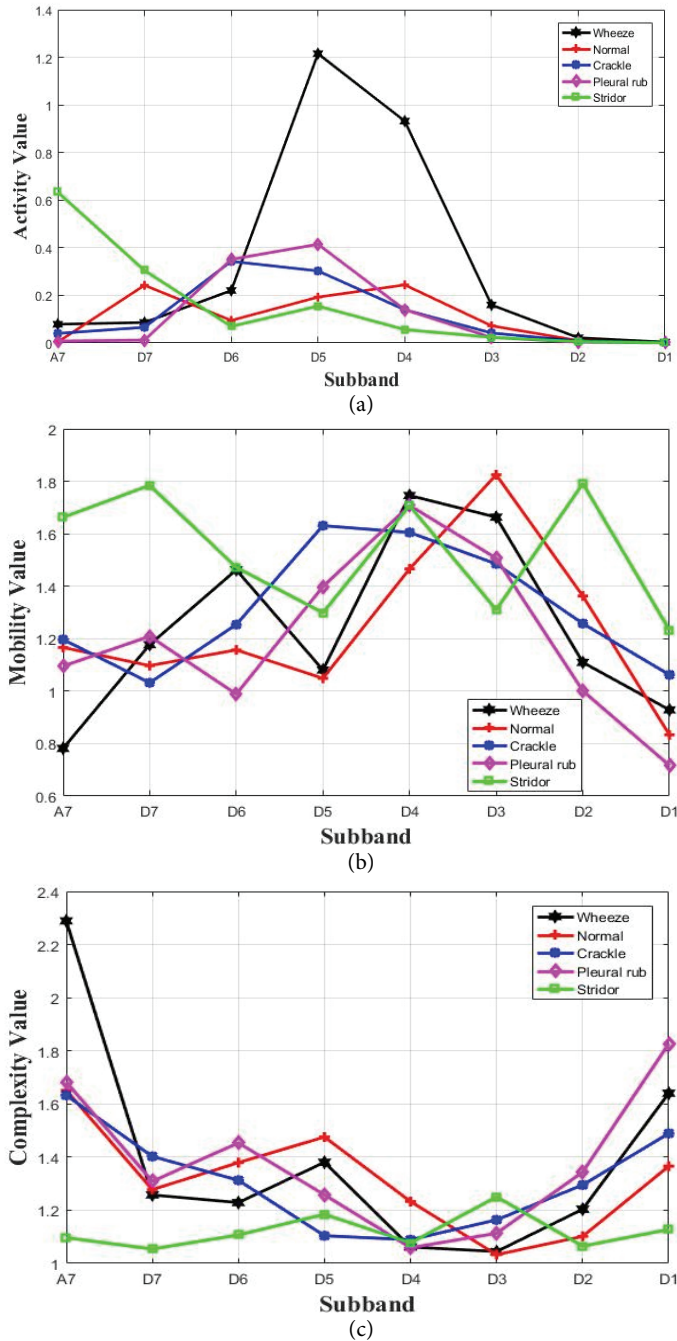 1.4
1.2
1
0.8
0.6
0.4
0.2
0
Activity Value
Wheeze
Normal
Crackle
Pleural rub
Stridor
A7 D7 D6 D5 D4 D3 D2 D1
Subband
(a)
2
1.8
1.6
1.4
1.2
1
0.8
0.6
Mobility Value
Wheeze
Normal
Crackle
Pleural rub
Stridor
A7 D7 D6 D5 D4 D3 D2 D1
Subband
(b)
2.4
2.2
2
1.8
1.6
1.4
1.2
1
Complexity Value
Wheeze
Normal
Crackle
Pleural rub
Stridor
A7 D7 D6 D5 D4 D3 D2 D1
Subband
(c)